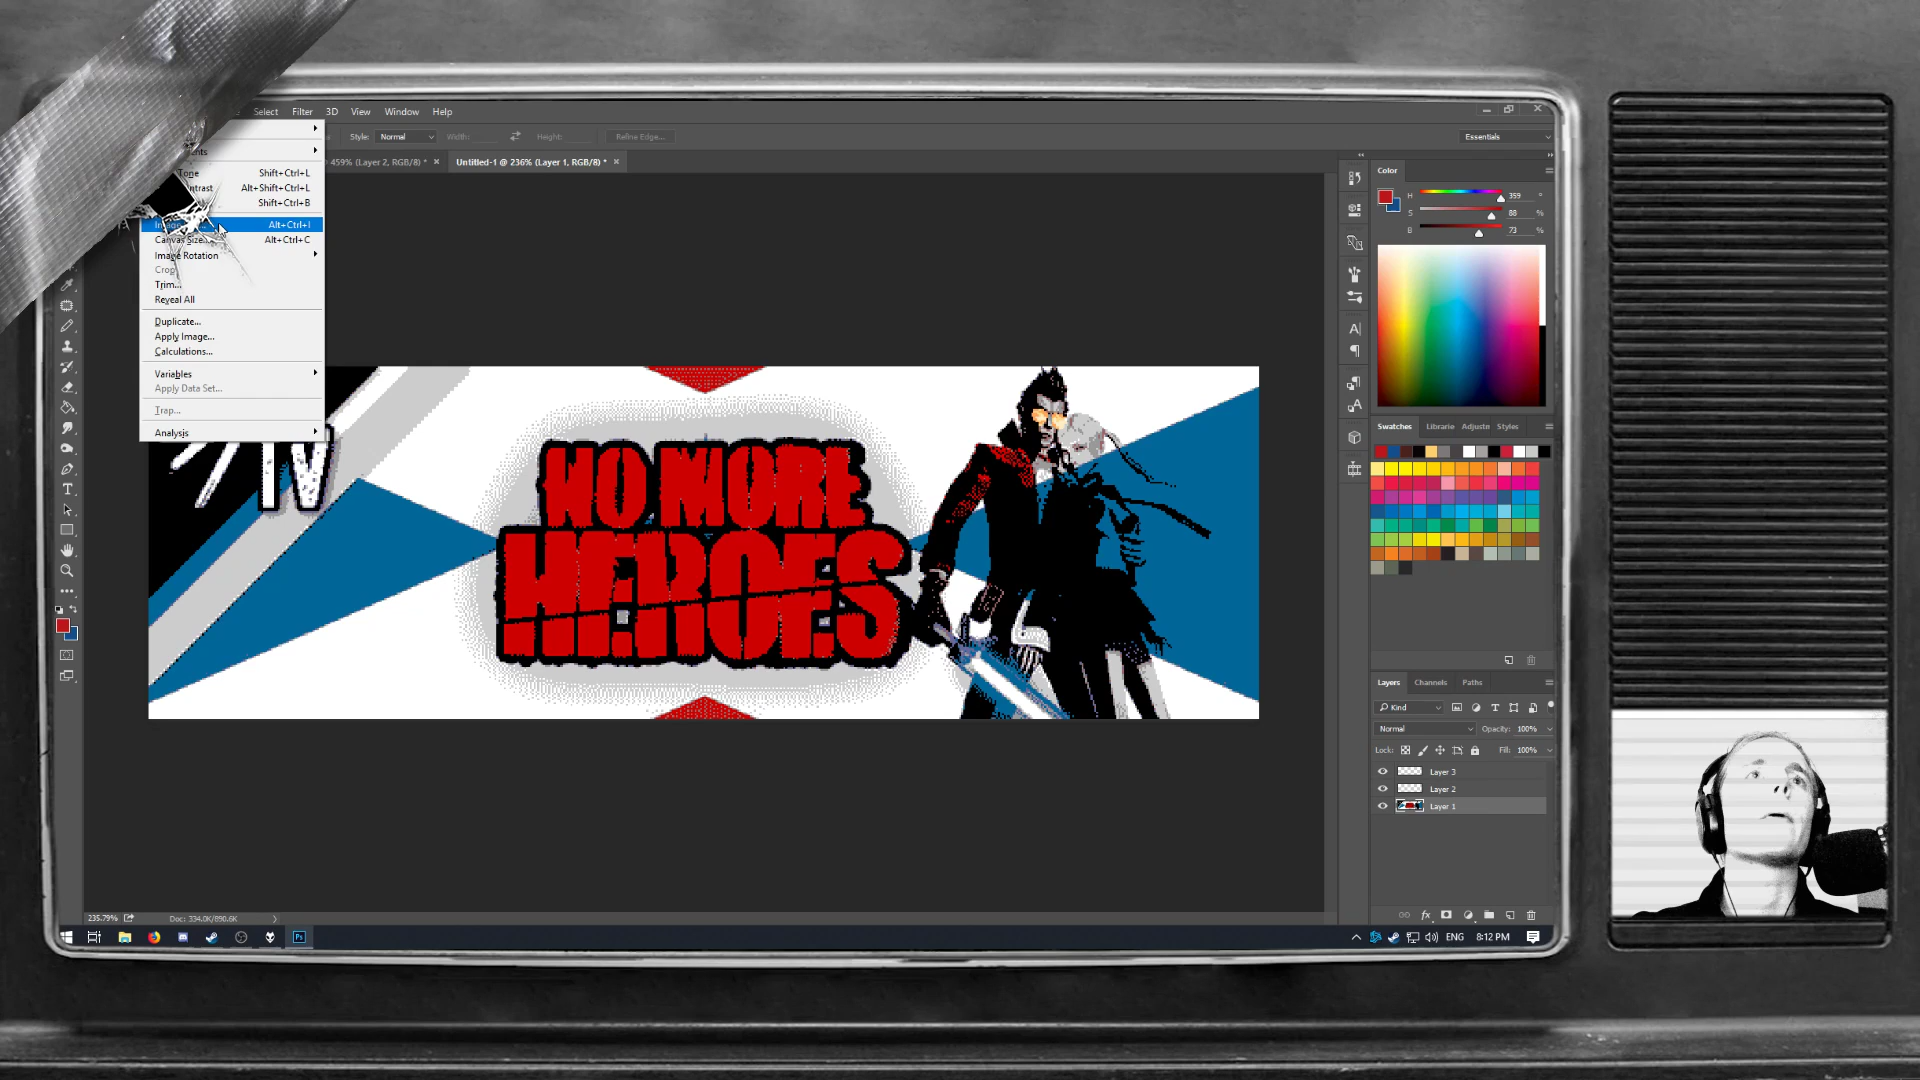 Select Filter 3D View Window Help
Style: Normal Width: Height: Refine Edge... Essentials
459% (Layer 2, RGB/8) * × Untitled-1 @ 236% (Layer 1, RGB/8) * ×
Tone Shift+Ctrl+L
Alt+Shift+Ctrl+L
Shift+Ctrl+B
Alt+Ctrl+I
Canvas Size... Alt+Ctrl+C
Image Rotation
Crop
Trim...
Reveal All
Duplicate...
Apply Image...
Calculations...
Variables
Apply Data Set...
Trap...
Analysis
NO MORE
HEROES
Color
H 359 °
S 88 %
B 73 %
Swatches Librarie Adjustn Styles
Layers Channels Paths
Kind
Normal Opacity: 100%
Lock: Fill: 100%
Layer 3
Layer 2
Layer 1
235.79% Doc: 334.0K/890.6K
ENG 8:12 PM